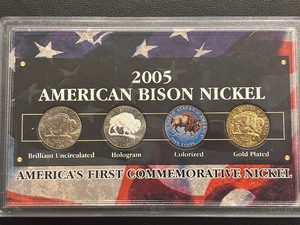 2005
AMERICAN BISON NICKEL
Brilliant Uncirculated
Hologram
Colorized
Gold Plated
AMERICA'S FIRST COMMEMORATIVE NICKEL